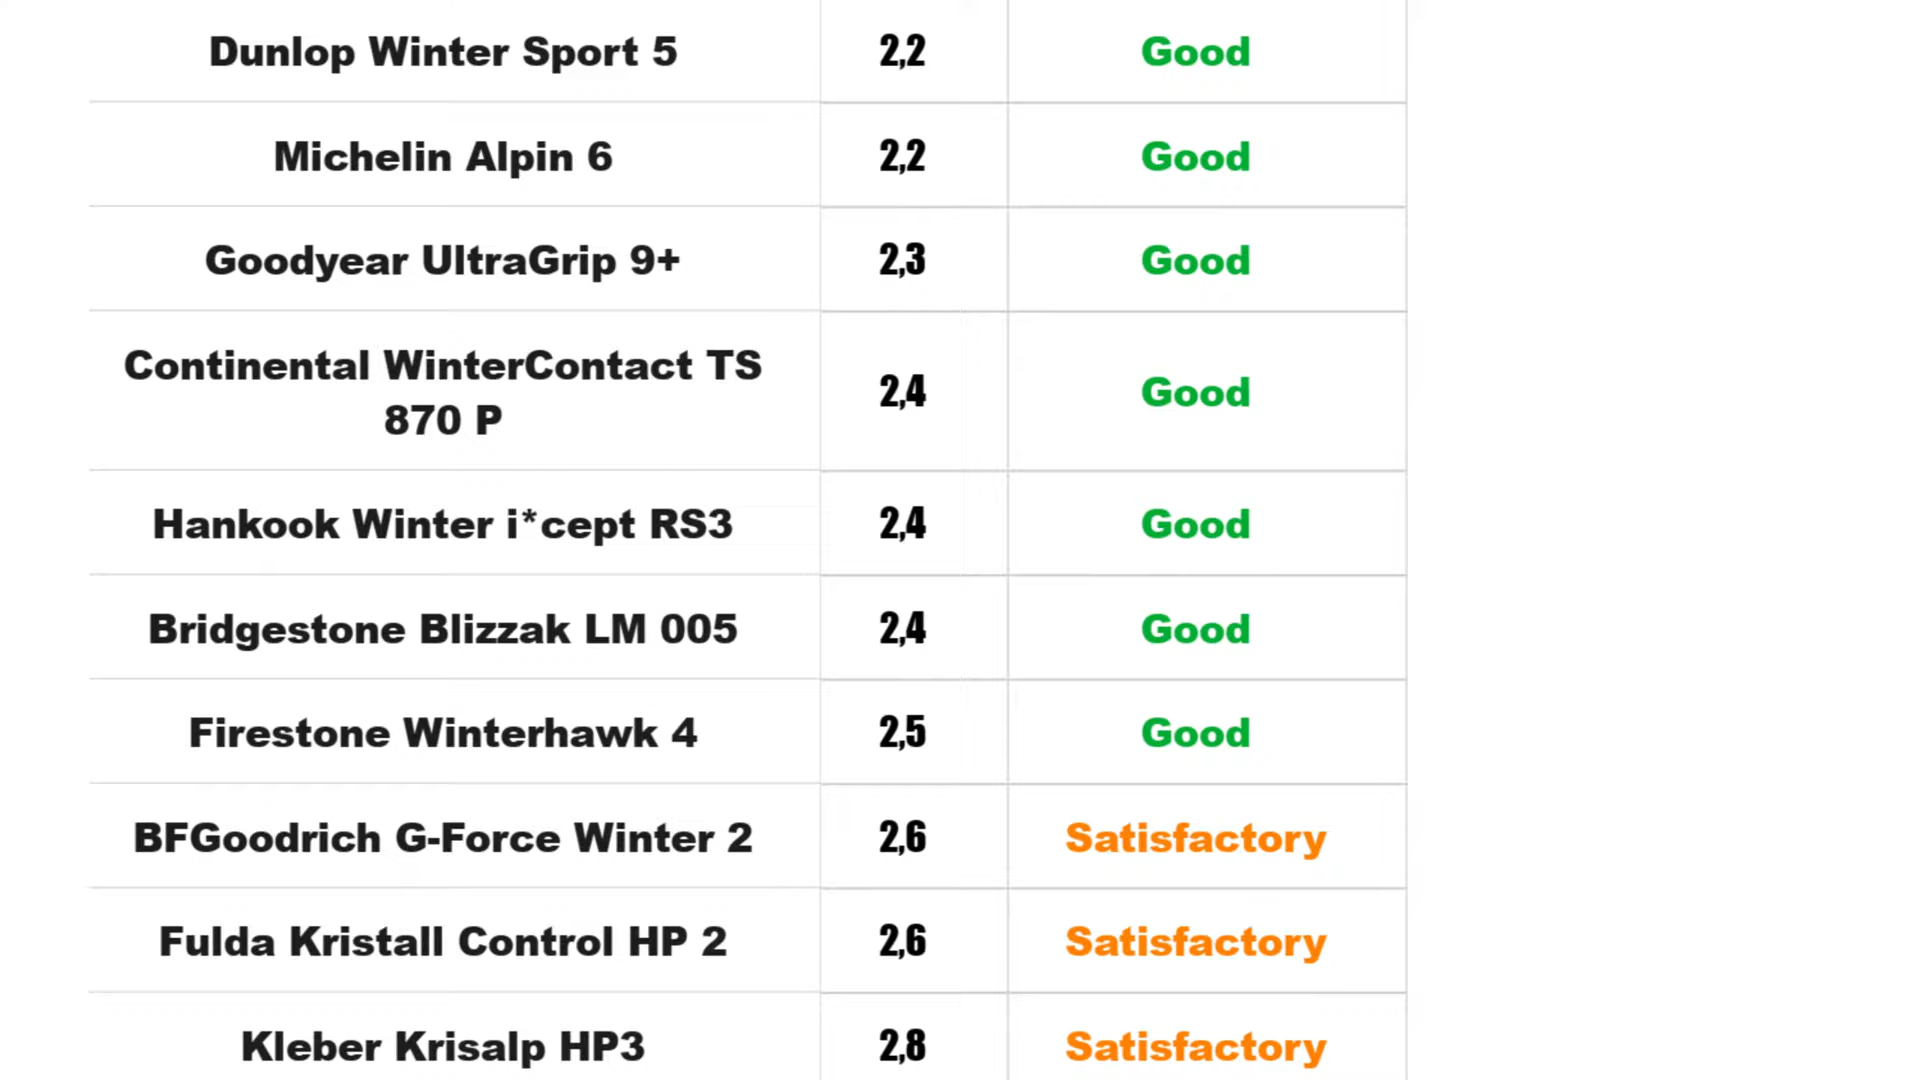 Dunlop Winter Sport 5 2,2 Good
Michelin Alpin 6 2,2 Good
Goodyear UltraGrip 9+ 2,3 Good
Continental WinterContact TS
870 P 2,4 Good
Hankook Winter i*cept RS3 2,4 Good
Bridgestone Blizzak LM 005 2,4 Good
Firestone Winterhawk 4 2,5 Good
BFGoodrich G-Force Winter 2 2,6 Satisfactory
Fulda Kristall Control HP 2 2,6 Satisfactory
Kleber Krisalp HP3 2,8 Satisfactory